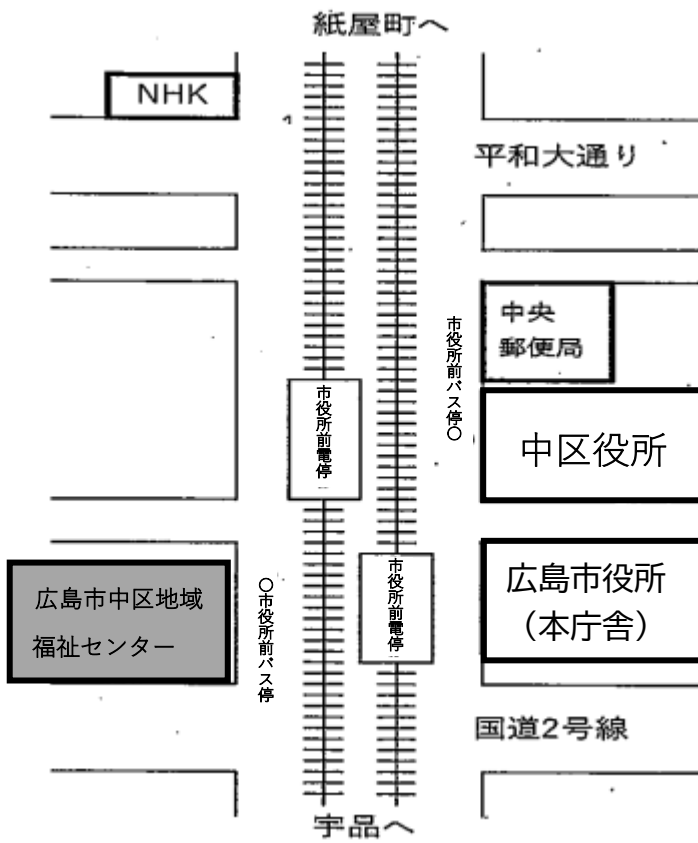 紙屋町へ
NHK
平和大通り
中央
郵便局
市役所前バス停〇
市役所前電停
中区役所
広島市中区地域
福祉センター
〇市役所前バス停
市役所前電停
広島市役所
（本庁舎）
国道2号線
宇品へ